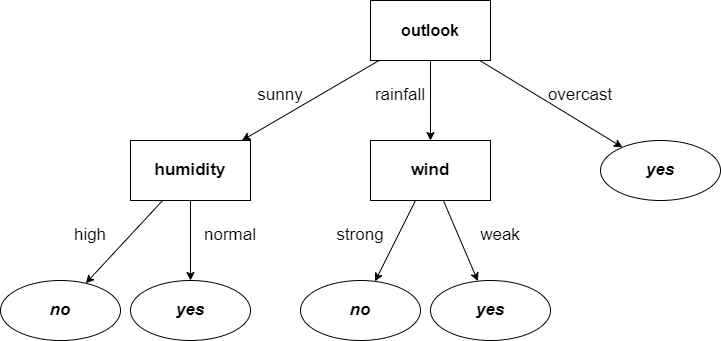 outlook
sunny
rainfall
overcast
humidity
wind
yes
high
normal
strong
weak
no
yes
no
yes